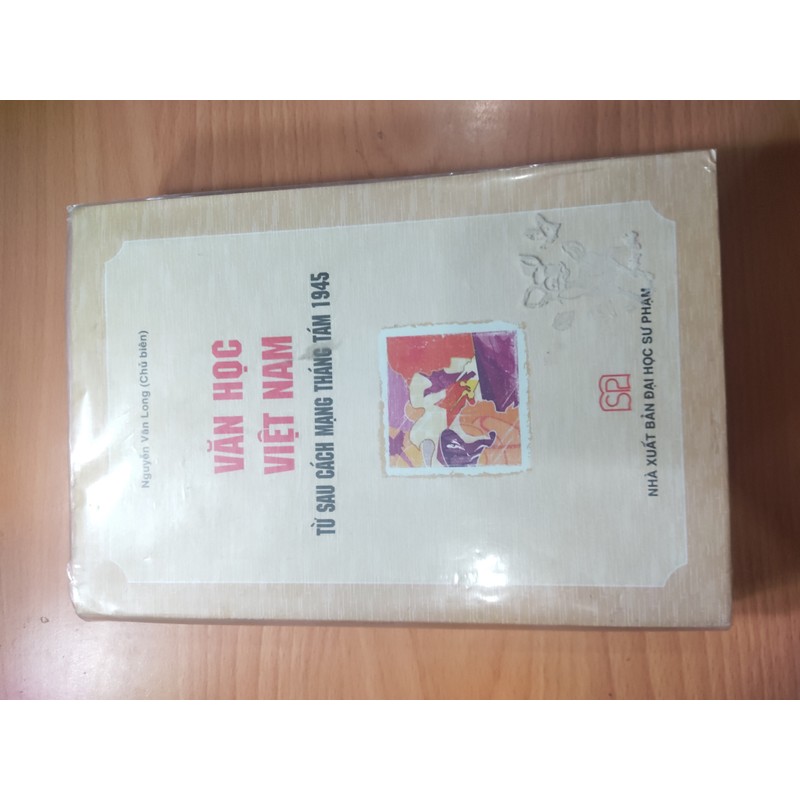 Nguyễn Văn Long (Chủ biên)
VĂN HỌC
VIỆT NAM
TỪ SAU CÁCH MẠNG THÁNG TÁM 1945
NHÀ XUẤT BẢN ĐẠI HỌC SƯ PHẠM